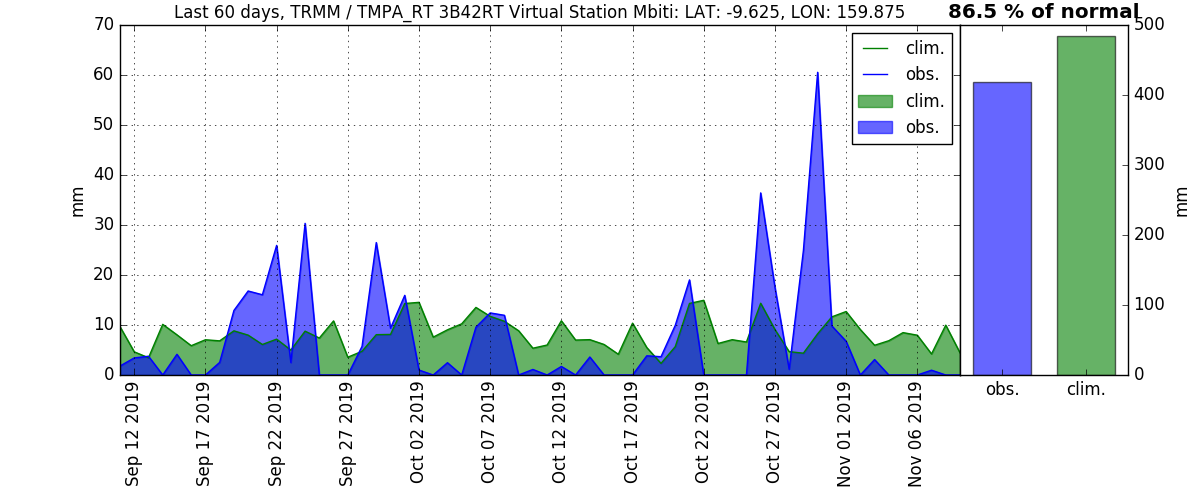 Last 60 days, TRMM / TMPA_RT 3B42RT Virtual Station Mbiti: LAT: -9.625, LON: 159.875
86.5 % of normal
70
60
50
40
30
20
10
0
mm
clim.
obs.
clim.
obs.
Sep 12 2019
Sep 17 2019
Sep 22 2019
Sep 27 2019
Oct 02 2019
Oct 07 2019
Oct 12 2019
Oct 17 2019
Oct 22 2019
Oct 27 2019
Nov 01 2019
Nov 06 2019
500
400
300
200
100
0
mm
obs.
clim.